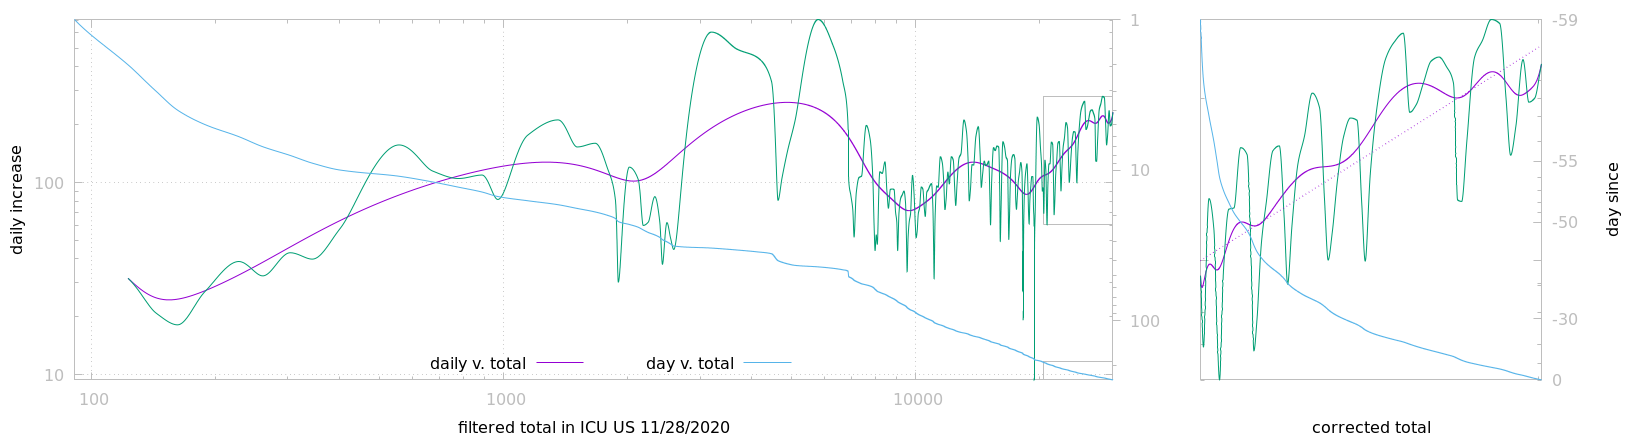 1
-59
daily increase
100
10
-55
-50
day since
100
-30
daily v. total
day v. total
10
0
100
1000
10000
filtered total in ICU US 11/28/2020
corrected total